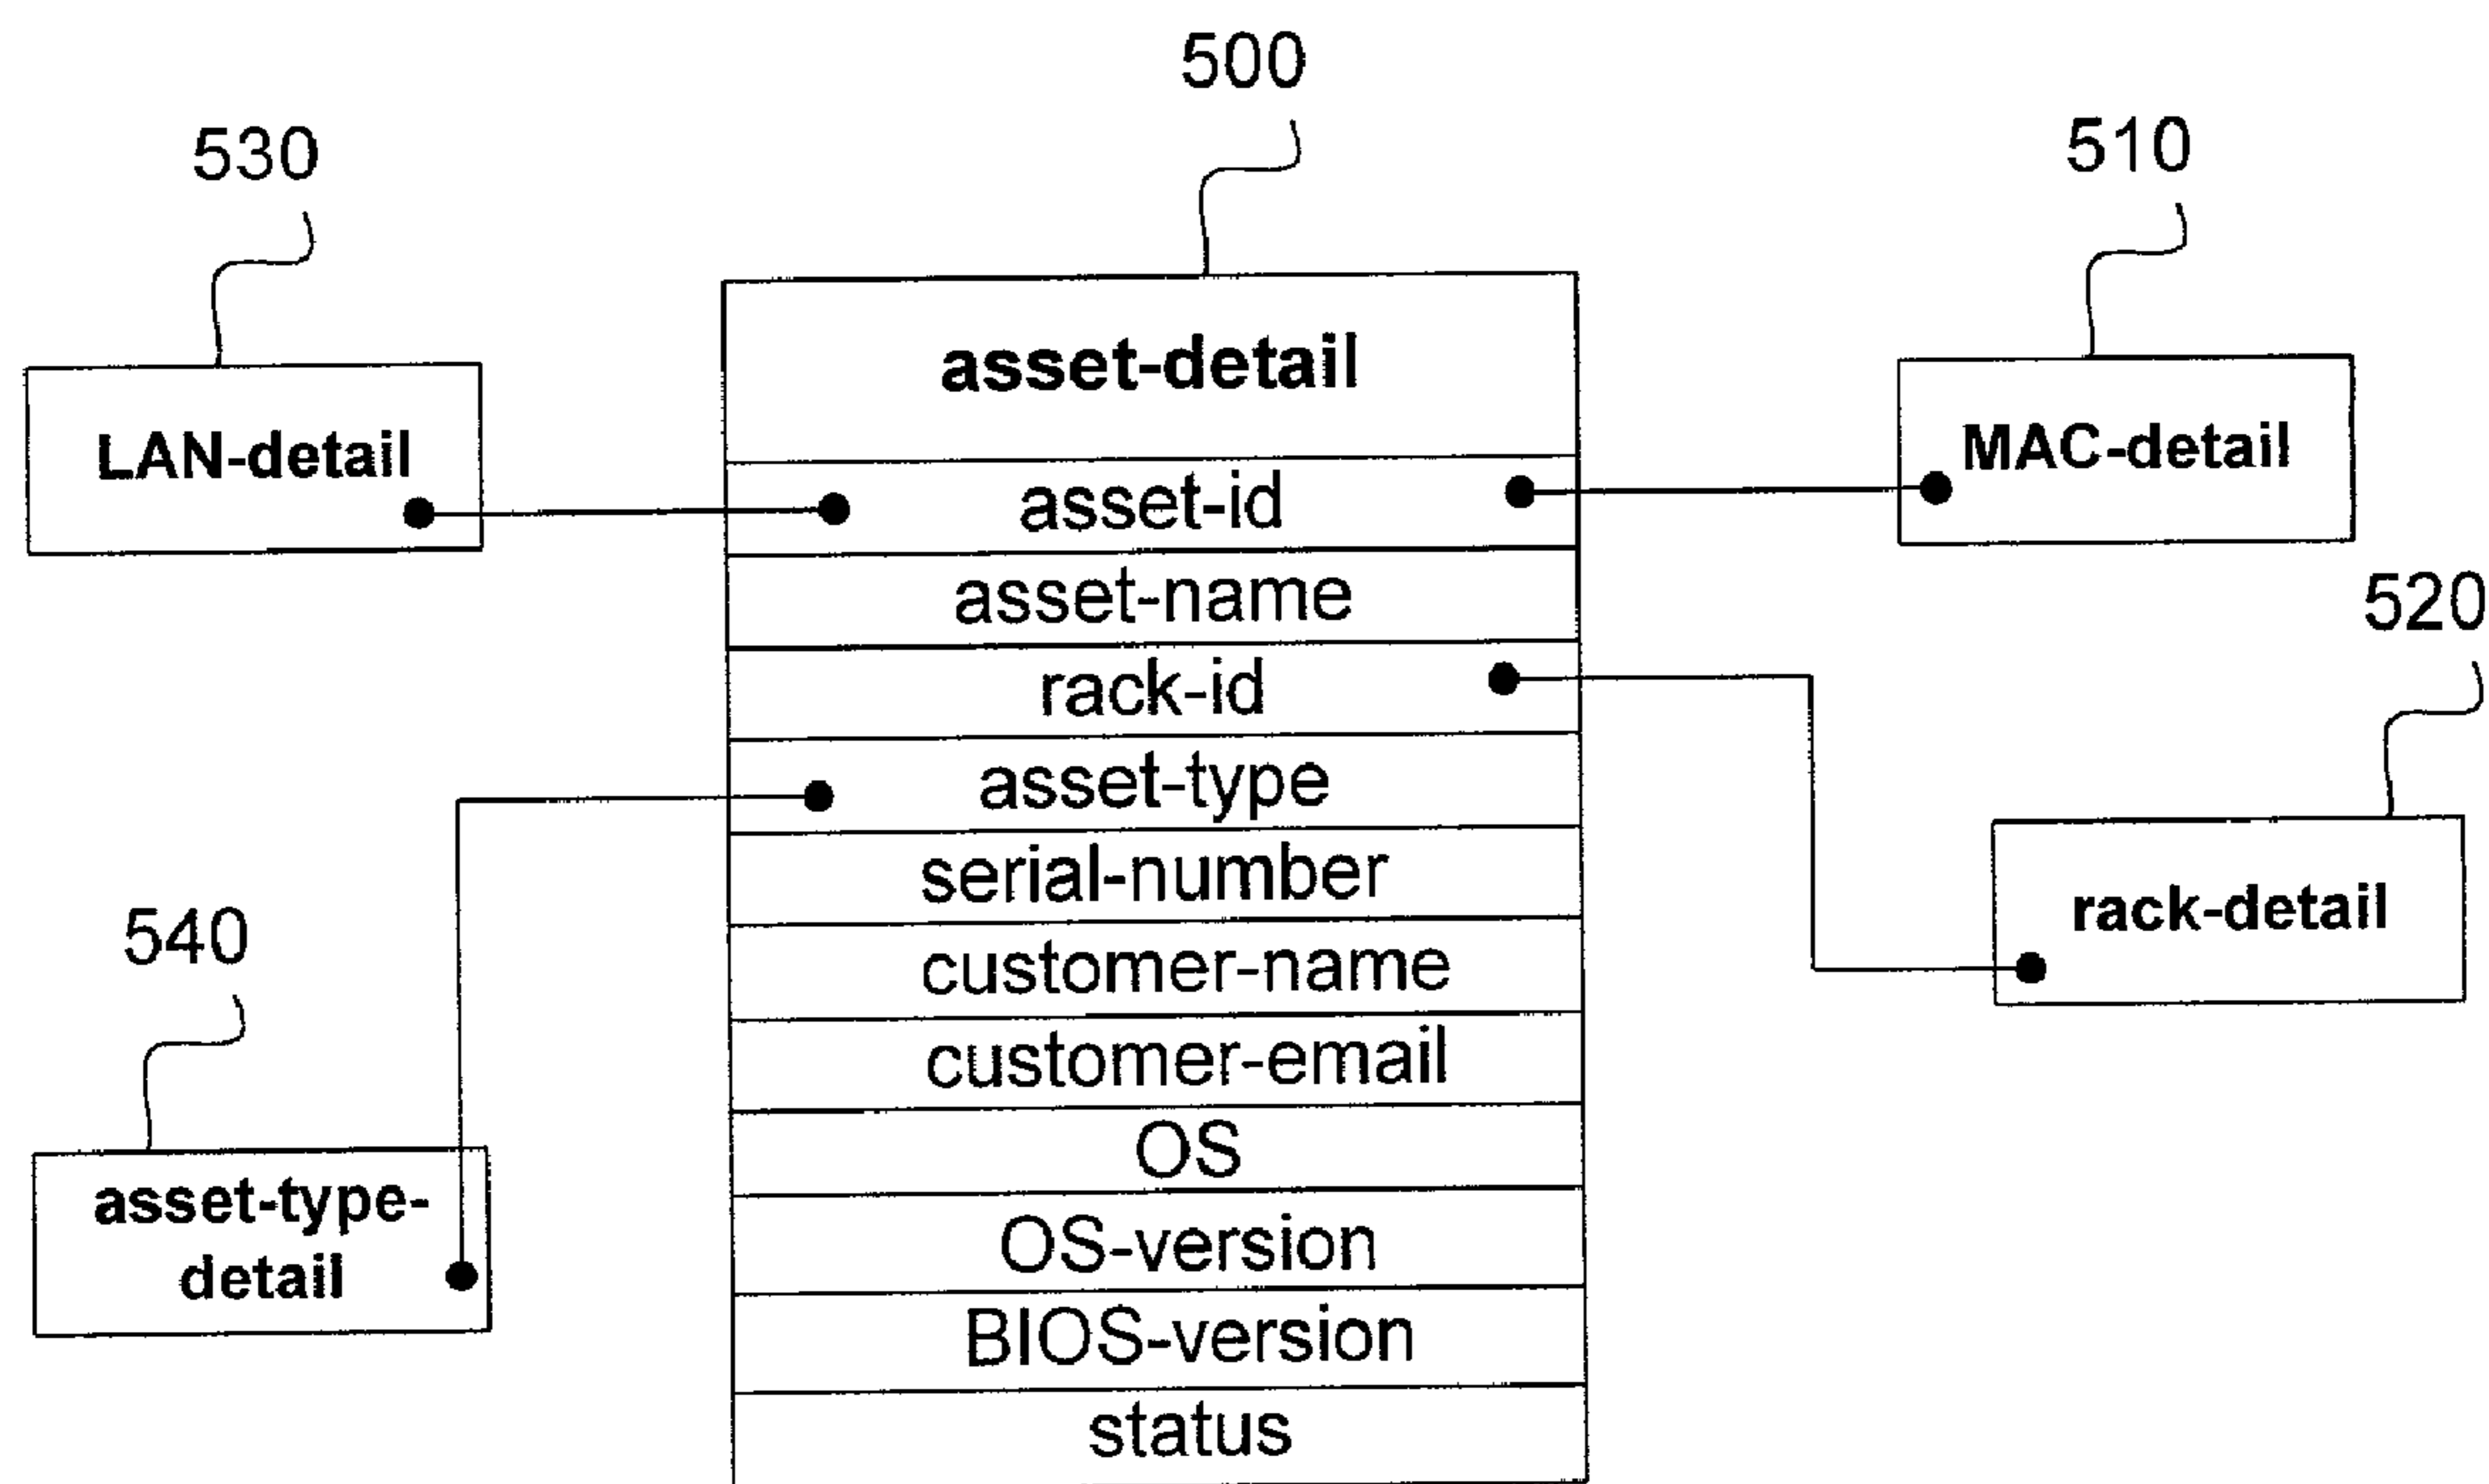 500
530
510
asset-detail
LAN-detail
MAC-detail
asset-id
asset-name
520
rack-id
asset-type
serial-number
rack-detail
540
customer-name
customer-email
OS
asset-type-
detail
OS-version
BIOS-version
status